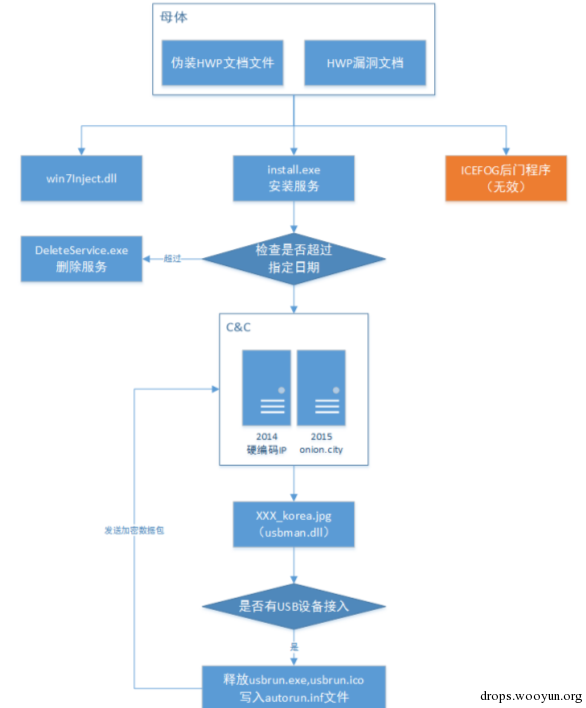 母体
伪装HWP文档文件
HWP漏洞文档
win7Inject.dll
install.exe
安装服务
ICEFOG后门程序
（无效）
DeleteService.exe
删除服务
超过
检查是否超过
指定日期
C&C
2014
硬编码IP
2015
onion.city
XXX_korea.jpg
（usbman.dll）
发送加密数据包
是否有USB设备接入
是
释放usbrun.exe,usbrun.ico
写入autorun.inf文件
drops.wooyun.org